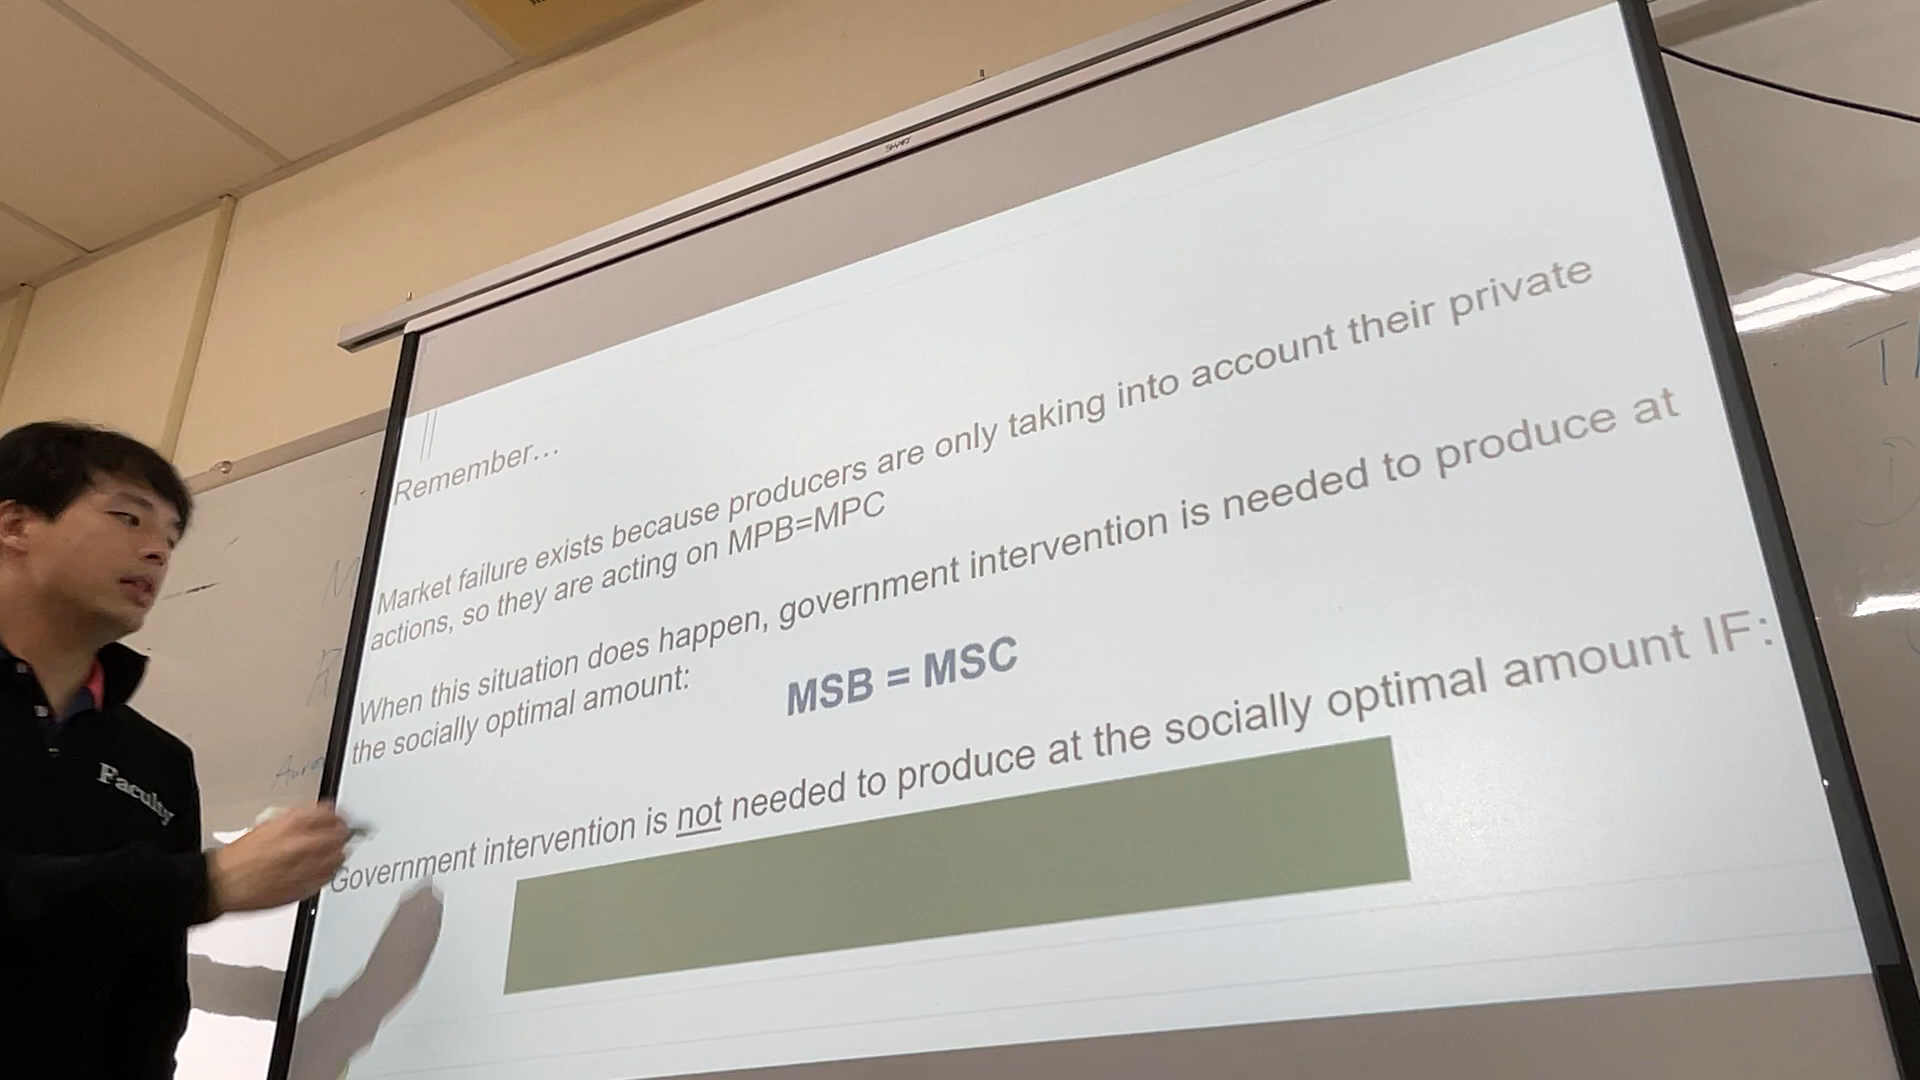 SMART
Remember...
Market failure exists because producers are only taking into account their private
actions, so they are acting on MPB=MPC
When this situation does happen, government intervention is needed to produce at
the socially optimal amount:
MSB = MSC
Government intervention is not needed to produce at the socially optimal amount IF:
Faculty